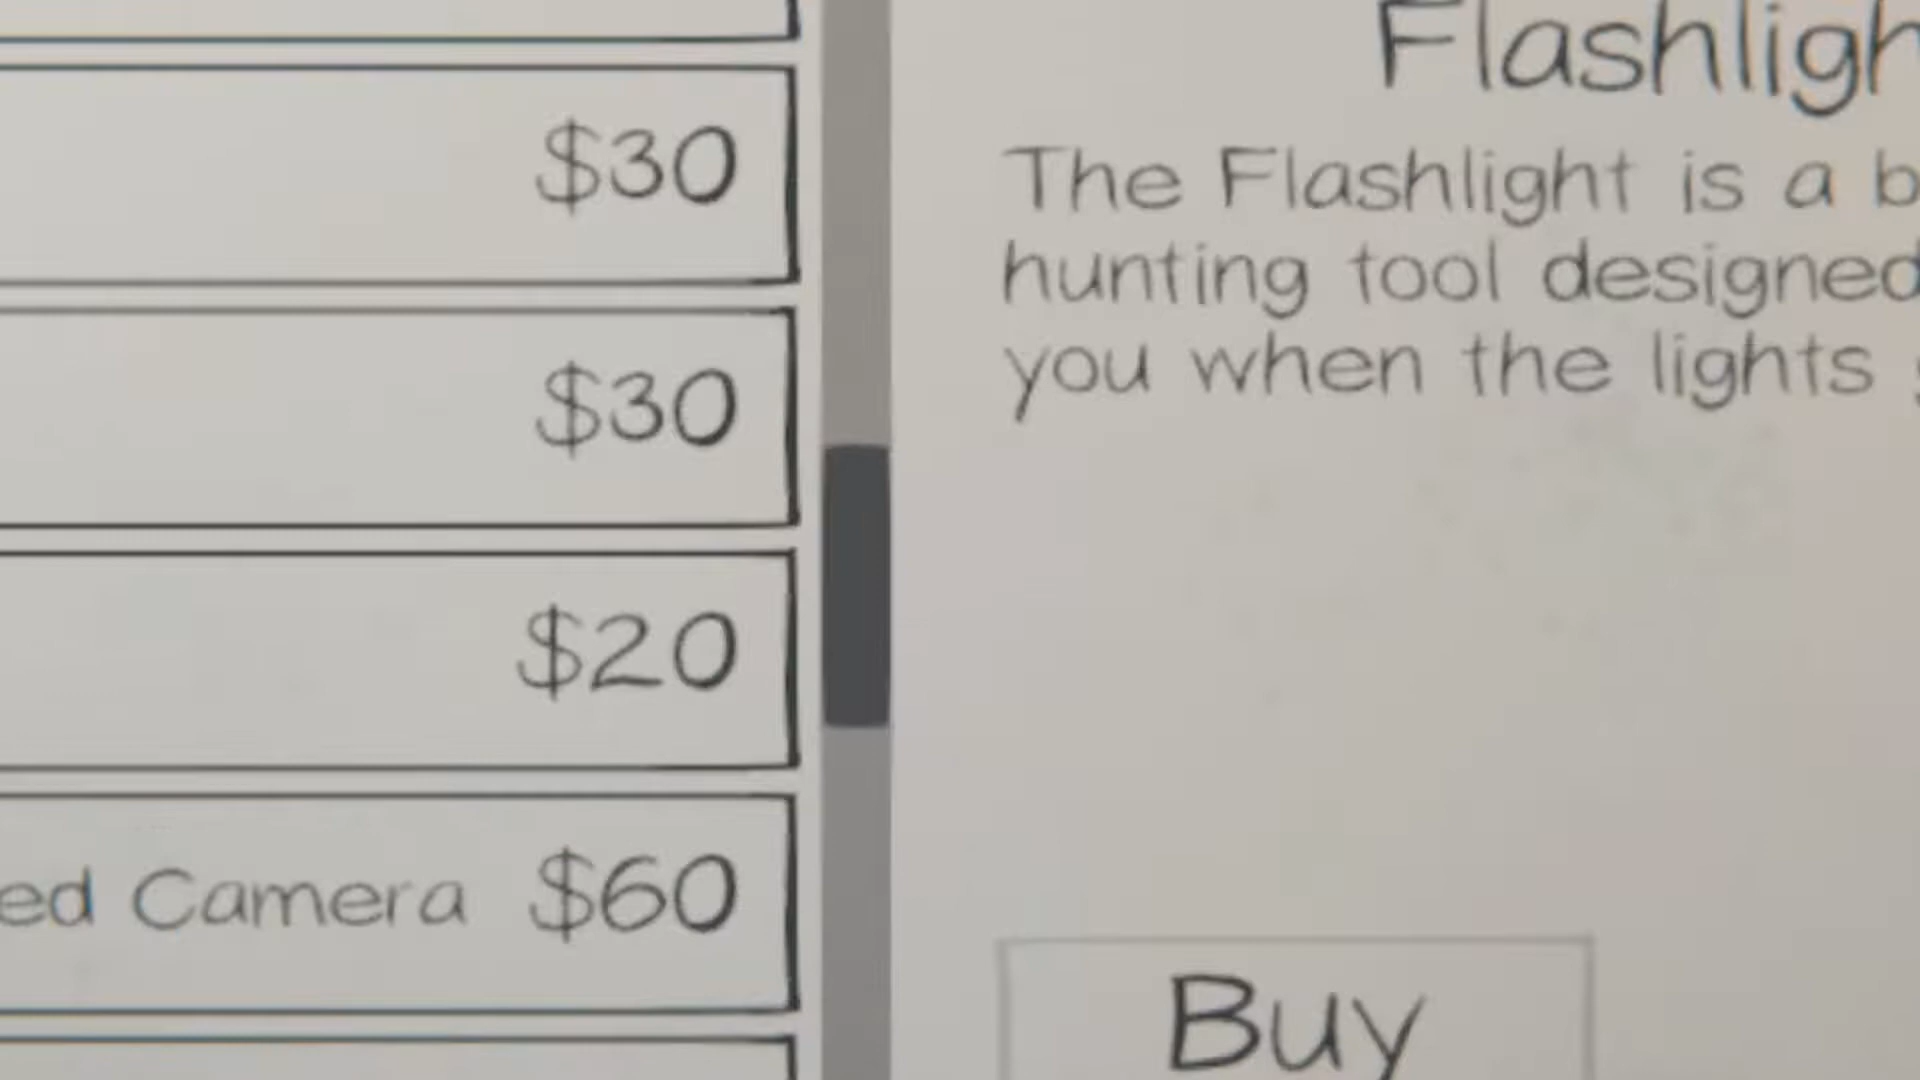 $30
$30
$20
ed Camera $60
Flashligh
The Flashlight is a b
hunting tool designed
you when the lights
Buy